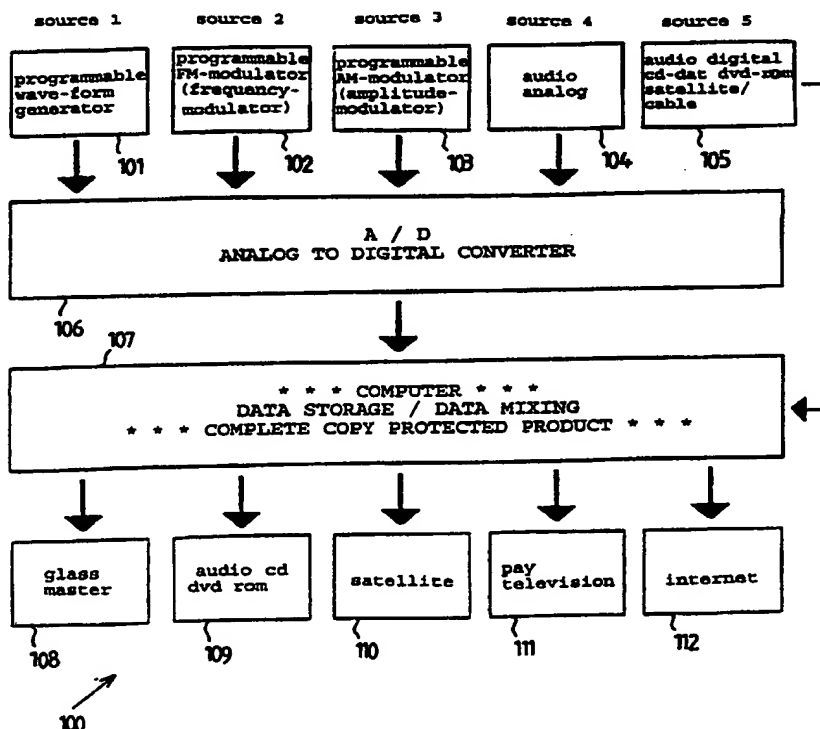 source 1 source 2 source 3 source 4 source 5
programmable
wave-form
generator
programmable
FM-modulator
(frequancy-
modulator)
programmable
AM-modulator
(amplitude-
modulator)
audio
analog
audio digital
cd-dat dvd-rom
satellite/
cable
101 102 103 104 105
A / D
ANALOG TO DIGITAL CONVERTER
106
107
* * * COMPUTER * * *
DATA STORAGE / DATA MIXING
* * * COMPLETE COPY PROTECTED PRODUCT * * *
glass
master
audio cd
dvd rom
satellite
pay
television
internet
108 109 110 111 112
100